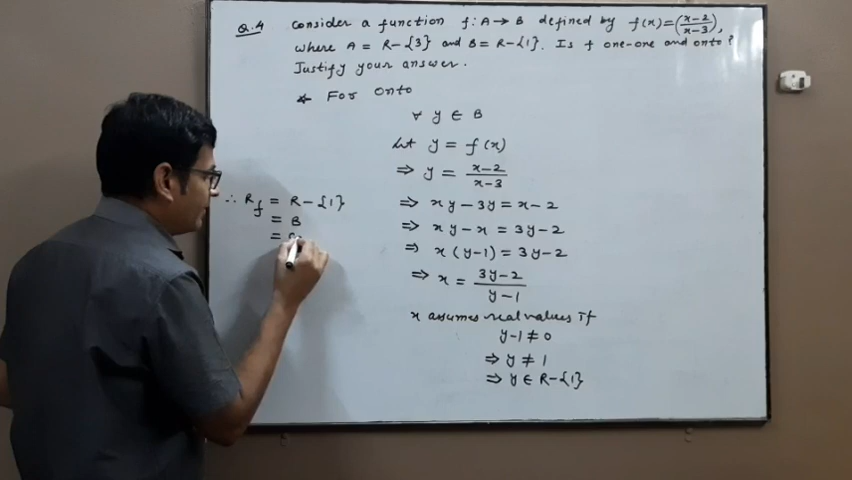 Q.4 Consider a function f: A → B defined by f(x) = (x-2/x-3),
where A = R-{3} and B = R-{1}. Is f one-one and onto?
Justify your answer.
* For Onto
∀ y ∈ B
Let y = f(x)
⇒ y = x-2/x-3
⇒ xy-3y = x-2
⇒ xy-x = 3y-2
⇒ x(y-1) = 3y-2
⇒ x = 3y-2/y-1
x assumes real values if
y-1≠0
⇒ y≠1
⇒ y ∈ R-{1}
∴ Rf = R-{1}
= B
=